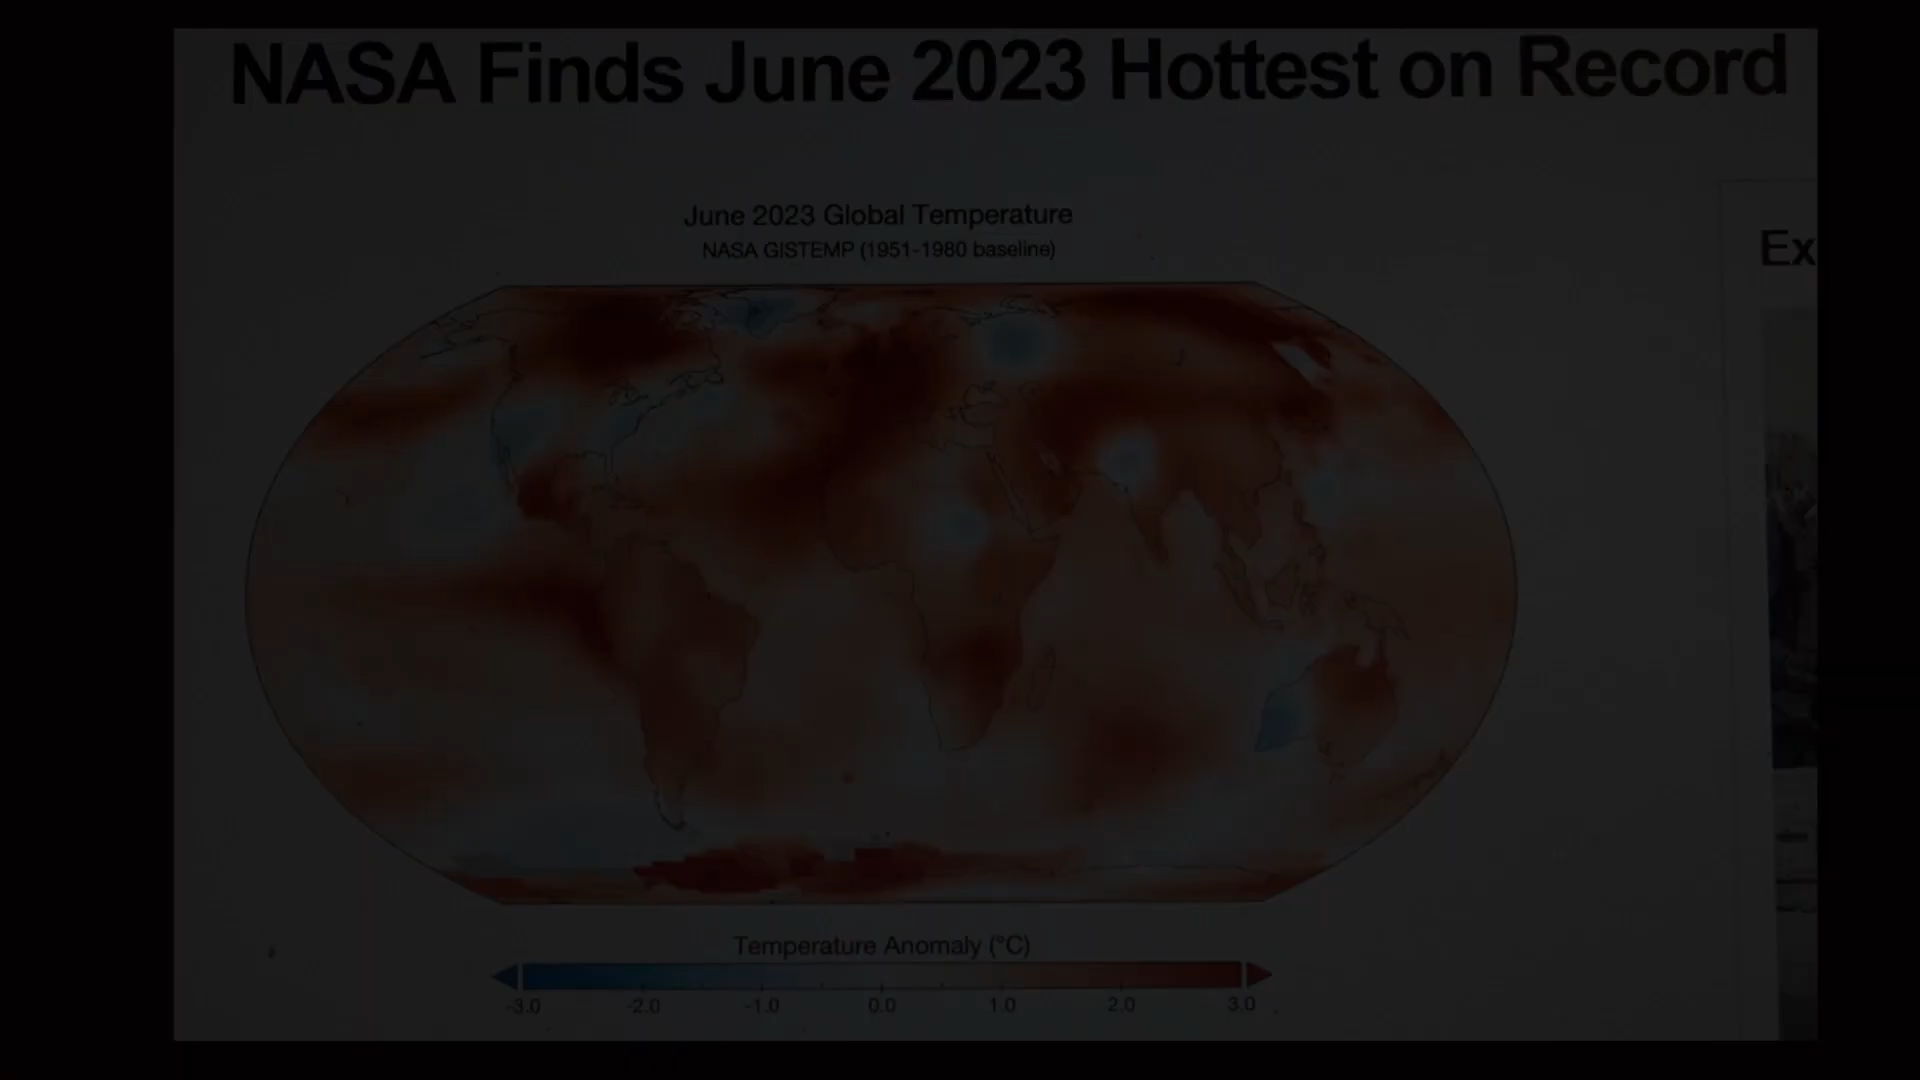 NASA Finds June 2023 Hottest on Record
June 2023 Global Temperature
NASA GISTEMP (1951-1980 baseline)
Ex
Temperature Anomaly (°C)
-3.0 -2.0 -1.0 0.0 1.0 2.0 3.0